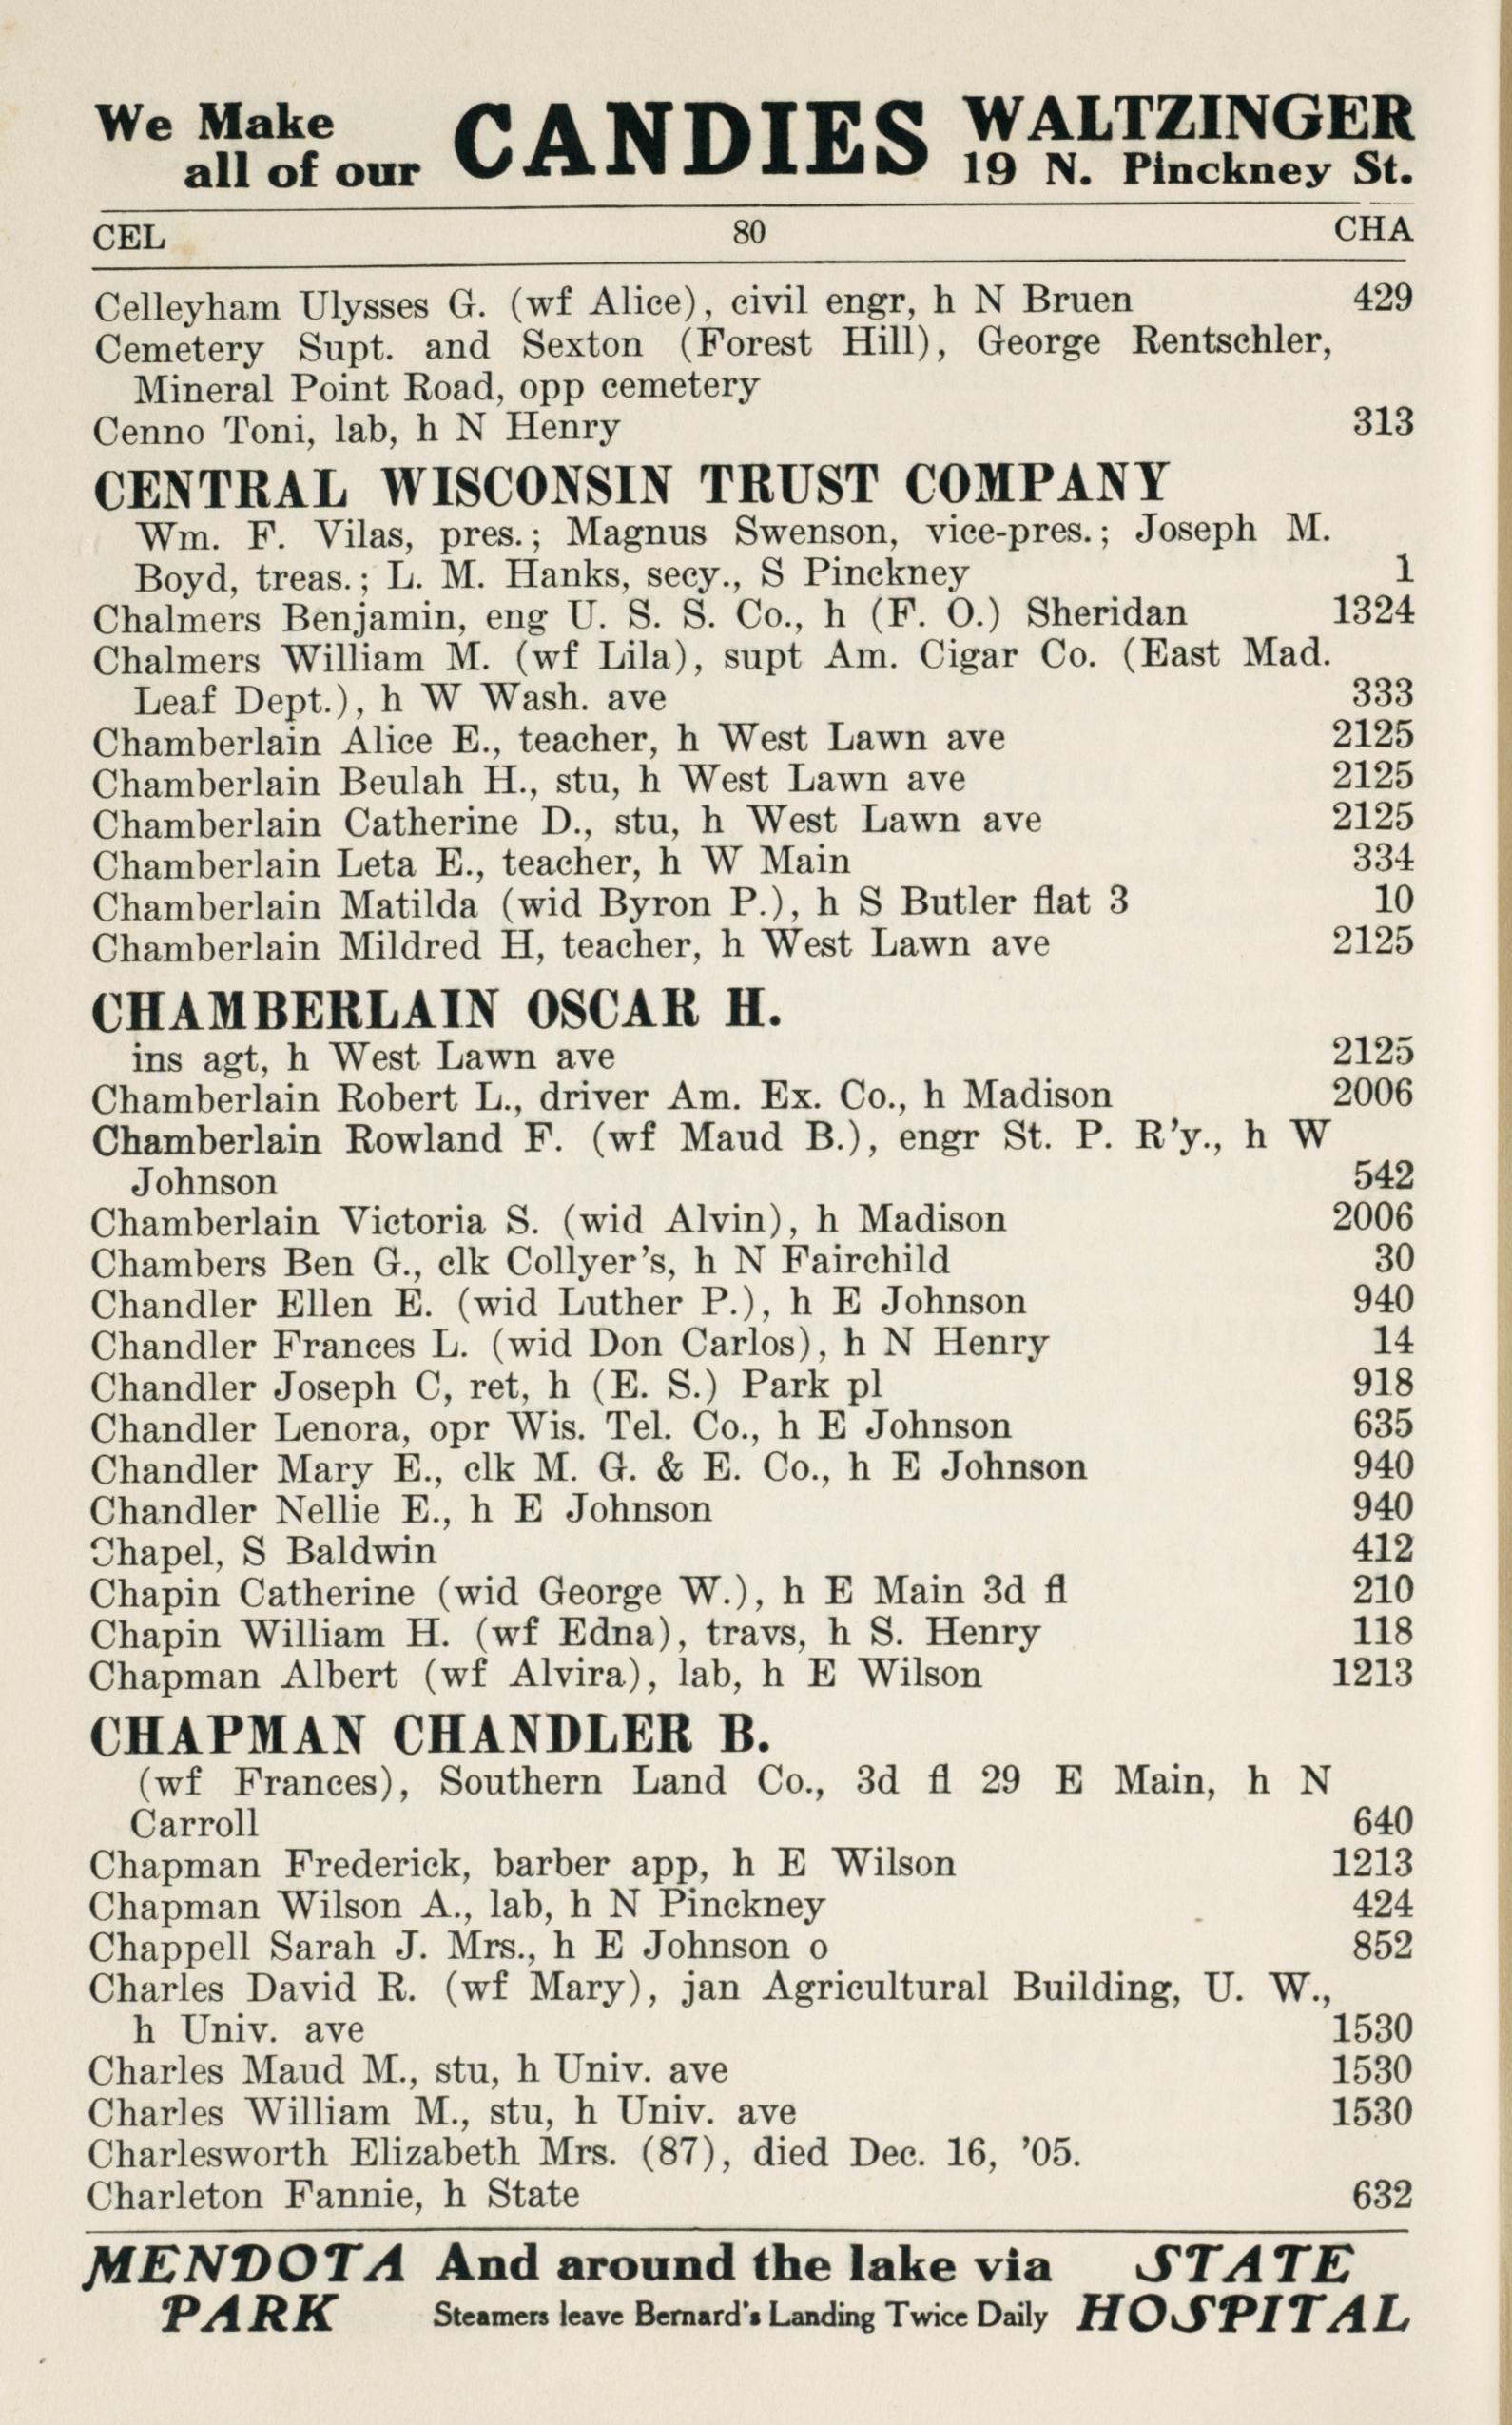 We Make all of our CANDIES WALTZINGER 19 N. Pinckney St.
CEL 80 CHA
Celleyham Ulysses G. (wf Alice), civil engr, h N Bruen 429
Cemetery Supt. and Sexton (Forest Hill), George Rentschler,
Mineral Point Road, opp cemetery
Cenno Toni, lab, h N Henry 313
CENTRAL WISCONSIN TRUST COMPANY
Wm. F. Vilas, pres.; Magnus Swenson, vice-pres.; Joseph M.
Boyd, treas.; L. M. Hanks, secy., S Pinckney 1
Chalmers Benjamin, eng U. S. S. Co., h (F. O.) Sheridan 1324
Chalmers William M. (wf Lila), supt Am. Cigar Co. (East Mad.
Leaf Dept.), h W Wash. ave 333
Chamberlain Alice E., teacher, h West Lawn ave 2125
Chamberlain Beulah H., stu, h West Lawn ave 2125
Chamberlain Catherine D., stu, h West Lawn ave 2125
Chamberlain Leta E., teacher, h W Main 334
Chamberlain Matilda (wid Byron P.), h S Butler flat 3 10
Chamberlain Mildred H, teacher, h West Lawn ave 2125
CHAMBERLAIN OSCAR H.
ins agt, h West Lawn ave 2125
Chamberlain Robert L., driver Am. Ex. Co., h Madison 2006
Chamberlain Rowland F. (wf Maud B.), engr St. P. R'y., h W
Johnson 542
Chamberlain Victoria S. (wid Alvin), h Madison 2006
Chambers Ben G., clk Collyer's, h N Fairchild 30
Chandler Ellen E. (wid Luther P.), h E Johnson 940
Chandler Frances L. (wid Don Carlos), h N Henry 14
Chandler Joseph C, ret, h (E. S.) Park pl 918
Chandler Lenora, opr Wis. Tel. Co., h E Johnson 635
Chandler Mary E., clk M. G. & E. Co., h E Johnson 940
Chandler Nellie E., h E Johnson 940
Chapel, S Baldwin 412
Chapin Catherine (wid George W.), h E Main 3d fl 210
Chapin William H. (wf Edna), travs, h S. Henry 118
Chapman Albert (wf Alvira), lab, h E Wilson 1213
CHAPMAN CHANDLER B.
(wf Frances), Southern Land Co., 3d fl 29 E Main, h N
Carroll 640
Chapman Frederick, barber app, h E Wilson 1213
Chapman Wilson A., lab, h N Pinckney 424
Chappell Sarah J. Mrs., h E Johnson o 852
Charles David R. (wf Mary), jan Agricultural Building, U. W.,
h Univ. ave 1530
Charles Maud M., stu, h Univ. ave 1530
Charles William M., stu, h Univ. ave 1530
Charlesworth Elizabeth Mrs. (87), died Dec. 16, '05.
Charleton Fannie, h State 632
MENDOTA PARK And around the lake via STATE HOSPITAL
Steamers leave Bernard's Landing Twice Daily